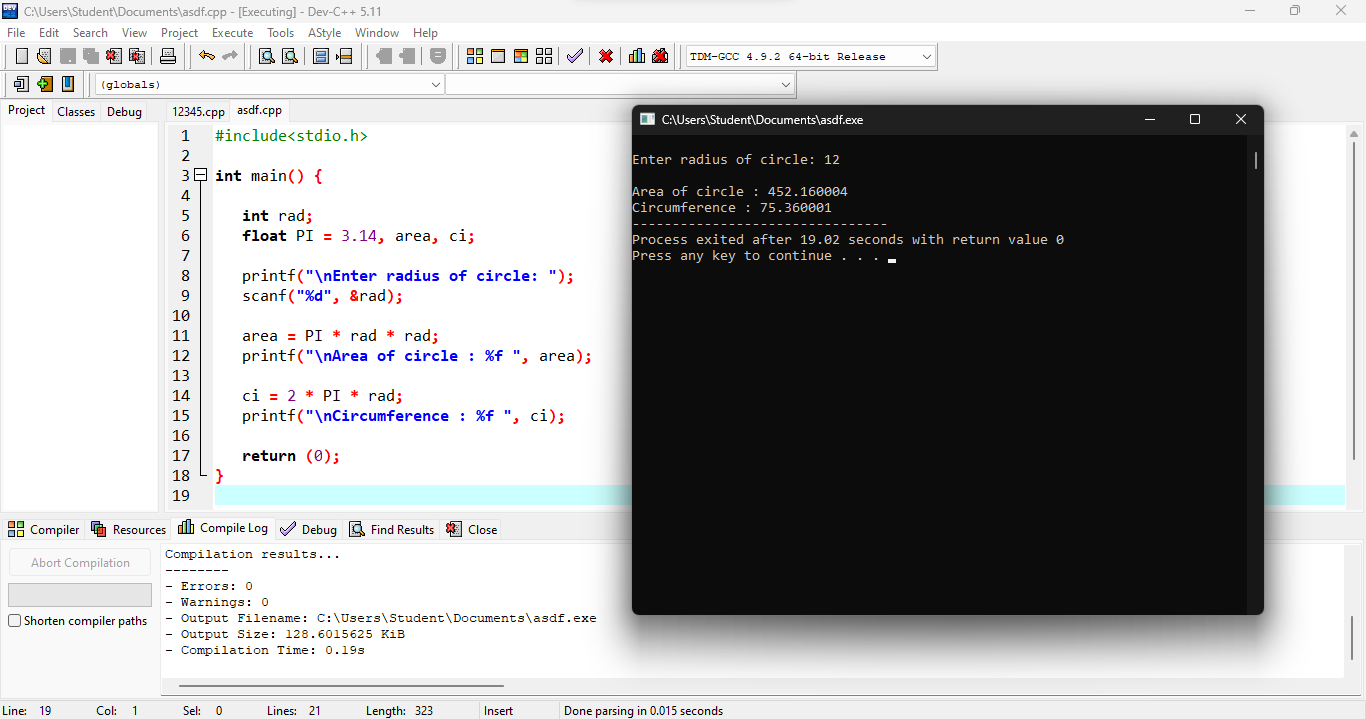 C:\Users\Student\Documents\asdf.cpp - [Executing] - Dev-C++ 5.11
File Edit Search View Project Execute Tools AStyle Window Help
TDM-GCC 4.9.2 64-bit Release
(globals)
Project Classes Debug
12345.cpp asdf.cpp
1 #include<stdio.h>
2
3 int main() {
4
5 int rad;
6 float PI = 3.14, area, ci;
7
8 printf("\nEnter radius of circle: ");
9 scanf("%d", &rad);
10
11 area = PI * rad * rad;
12 printf("\nArea of circle : %f ", area);
13
14 ci = 2 * PI * rad;
15 printf("\nCircumference : %f ", ci);
16
17 return (0);
18 }
19
C:\Users\Student\Documents\asdf.exe
Enter radius of circle: 12
Area of circle : 452.160004
Circumference : 75.360001
--------------------------------
Process exited after 19.02 seconds with return value 0
Press any key to continue . . .
Compiler Resources Compile Log Debug Find Results Close
Abort Compilation
Shorten compiler paths
Compilation results...
--------
- Errors: 0
- Warnings: 0
- Output Filename: C:\Users\Student\Documents\asdf.exe
- Output Size: 128.6015625 KiB
- Compilation Time: 0.19s
Line: 19 Col: 1 Sel: 0 Lines: 21 Length: 323 Insert Done parsing in 0.015 seconds